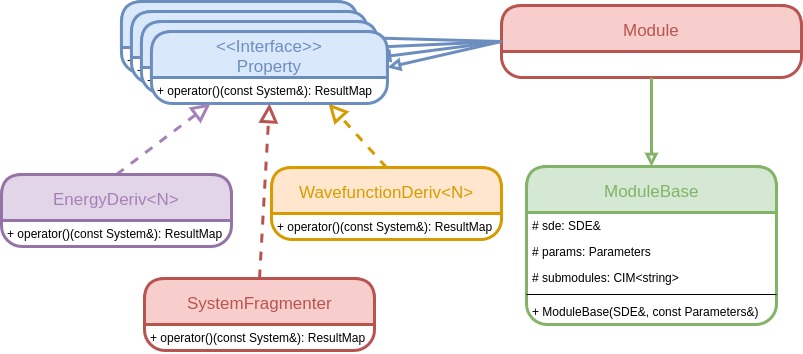 <<Interface>>
Property
+ operator()(const System&): ResultMap
Module
EnergyDeriv<N>
+ operator()(const System&): ResultMap
WavefunctionDeriv<N>
+ operator()(const System&): ResultMap
ModuleBase
# sde: SDE&
# params: Parameters
# submodules: CIM<string>
+ ModuleBase(SDE&, const Parameters&)
SystemFragmenter
+ operator()(const System&): ResultMap